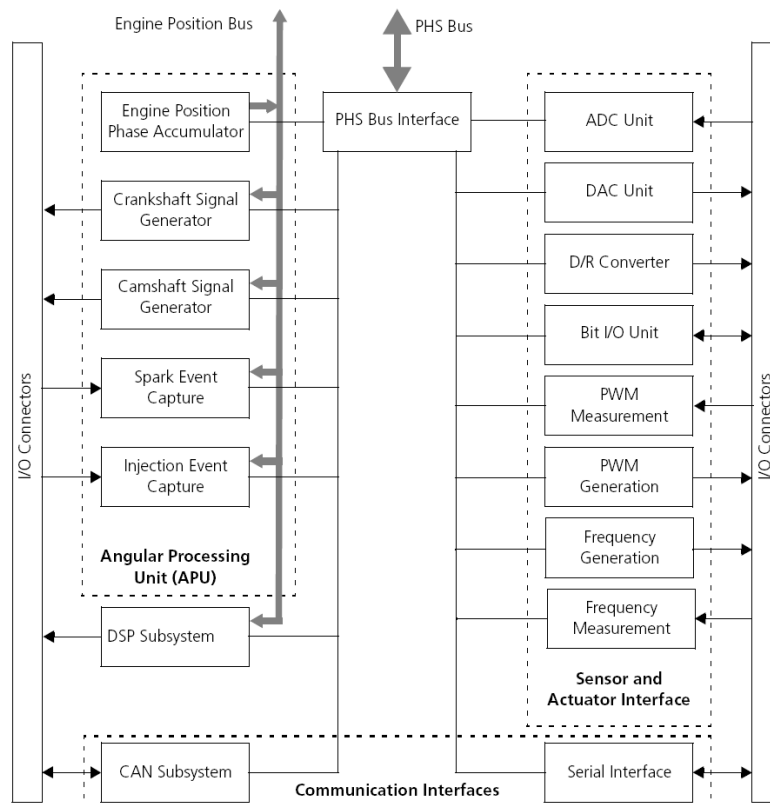 Engine Position Bus
PHS Bus
I/O Connectors
Engine Position
Phase Accumulator
Crankshaft Signal
Generator
Camshaft Signal
Generator
Spark Event
Capture
Injection Event
Capture
Angular Processing
Unit (APU)
DSP Subsystem
PHS Bus Interface
ADC Unit
DAC Unit
D/R Converter
Bit I/O Unit
PWM
Measurement
PWM
Generation
Frequency
Generation
Frequency
Measurement
Sensor and
Actuator Interface
I/O Connectors
CAN Subsystem
Communication Interfaces
Serial Interface